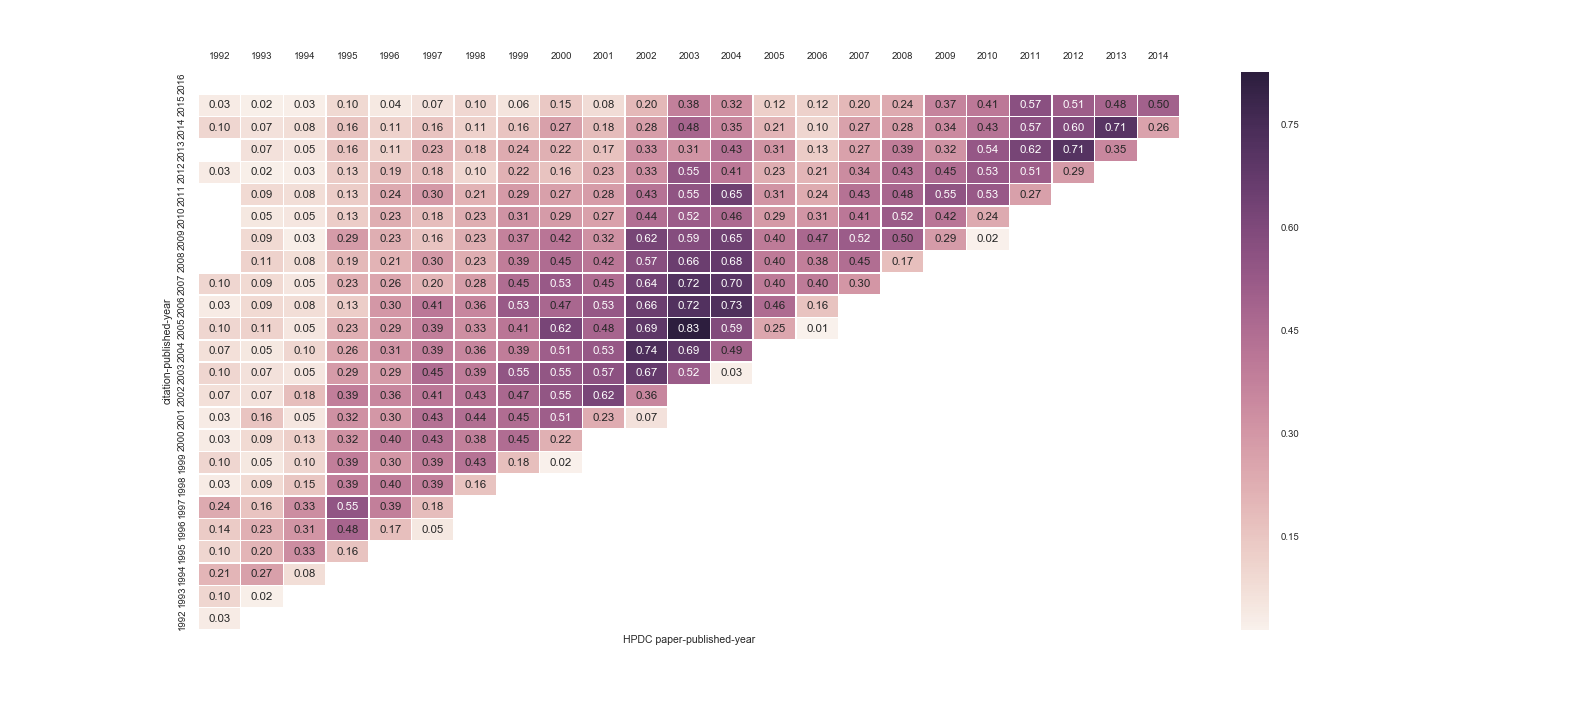 1992 1993 1994 1995 1996 1997 1998 1999 2000 2001 2002 2003 2004 2005 2006 2007 2008 2009 2010 2011 2012 2013 2014
2016
2015 0.03 0.02 0.03 0.10 0.04 0.07 0.10 0.06 0.15 0.08 0.20 0.38 0.32 0.12 0.12 0.20 0.24 0.37 0.41 0.57 0.51 0.48 0.50
2014 0.10 0.07 0.08 0.16 0.11 0.16 0.11 0.16 0.27 0.18 0.28 0.48 0.35 0.21 0.10 0.27 0.28 0.34 0.43 0.57 0.60 0.71 0.26
2013 0.07 0.05 0.16 0.11 0.23 0.18 0.24 0.22 0.17 0.33 0.31 0.43 0.31 0.13 0.27 0.39 0.32 0.54 0.62 0.71 0.35
2012 0.03 0.02 0.03 0.13 0.19 0.18 0.10 0.22 0.16 0.23 0.33 0.55 0.41 0.23 0.21 0.34 0.43 0.45 0.53 0.51 0.29
2011 0.09 0.08 0.13 0.24 0.30 0.21 0.29 0.27 0.28 0.43 0.55 0.65 0.31 0.24 0.43 0.48 0.55 0.53 0.27
2010 0.05 0.05 0.13 0.23 0.18 0.23 0.31 0.29 0.27 0.44 0.52 0.46 0.29 0.31 0.41 0.52 0.42 0.24
2009 0.09 0.03 0.29 0.23 0.16 0.23 0.37 0.42 0.32 0.62 0.59 0.65 0.40 0.47 0.52 0.50 0.29 0.02
2008 0.11 0.08 0.19 0.21 0.30 0.23 0.39 0.45 0.42 0.57 0.66 0.68 0.40 0.38 0.45 0.17
2007 0.10 0.09 0.05 0.23 0.26 0.20 0.28 0.45 0.53 0.45 0.64 0.72 0.70 0.40 0.40 0.30
2006 0.03 0.09 0.08 0.13 0.30 0.41 0.36 0.53 0.47 0.53 0.66 0.72 0.73 0.46 0.16
2005 0.10 0.11 0.05 0.23 0.29 0.39 0.33 0.41 0.62 0.48 0.69 0.83 0.59 0.25 0.01
2004 0.07 0.05 0.10 0.26 0.31 0.39 0.36 0.39 0.51 0.53 0.74 0.69 0.49
2003 0.10 0.07 0.05 0.29 0.29 0.45 0.39 0.55 0.55 0.57 0.67 0.52 0.03
2002 0.07 0.07 0.18 0.39 0.36 0.41 0.43 0.47 0.55 0.62 0.36
2001 0.03 0.16 0.05 0.32 0.30 0.43 0.44 0.45 0.51 0.23 0.07
2000 0.03 0.09 0.13 0.32 0.40 0.43 0.38 0.45 0.22
1999 0.10 0.05 0.10 0.39 0.30 0.39 0.43 0.18 0.02
1998 0.03 0.09 0.15 0.39 0.40 0.39 0.16
1997 0.24 0.16 0.33 0.55 0.39 0.18
1996 0.14 0.23 0.31 0.48 0.17 0.05
1995 0.10 0.20 0.33 0.16
1994 0.21 0.27 0.08
1993 0.10 0.02
1992 0.03
citation-published-year
HPDC paper-published-year
0.75
0.60
0.45
0.30
0.15